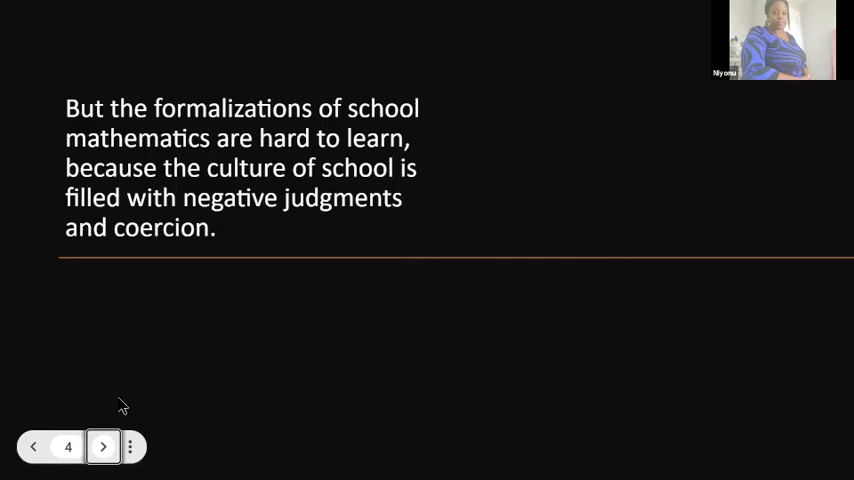 Niyonu
But the formalizations of school
mathematics are hard to learn,
because the culture of school is
filled with negative judgments
and coercion.
4